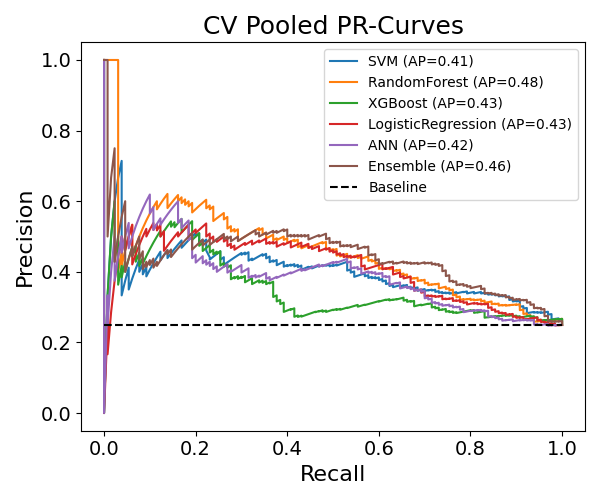 CV Pooled PR-Curves
1.0
0.8
0.6
0.4
0.2
0.0
Precision
SVM (AP=0.41)
RandomForest (AP=0.48)
XGBoost (AP=0.43)
LogisticRegression (AP=0.43)
ANN (AP=0.42)
Ensemble (AP=0.46)
Baseline
0.0 0.2 0.4 0.6 0.8 1.0
Recall